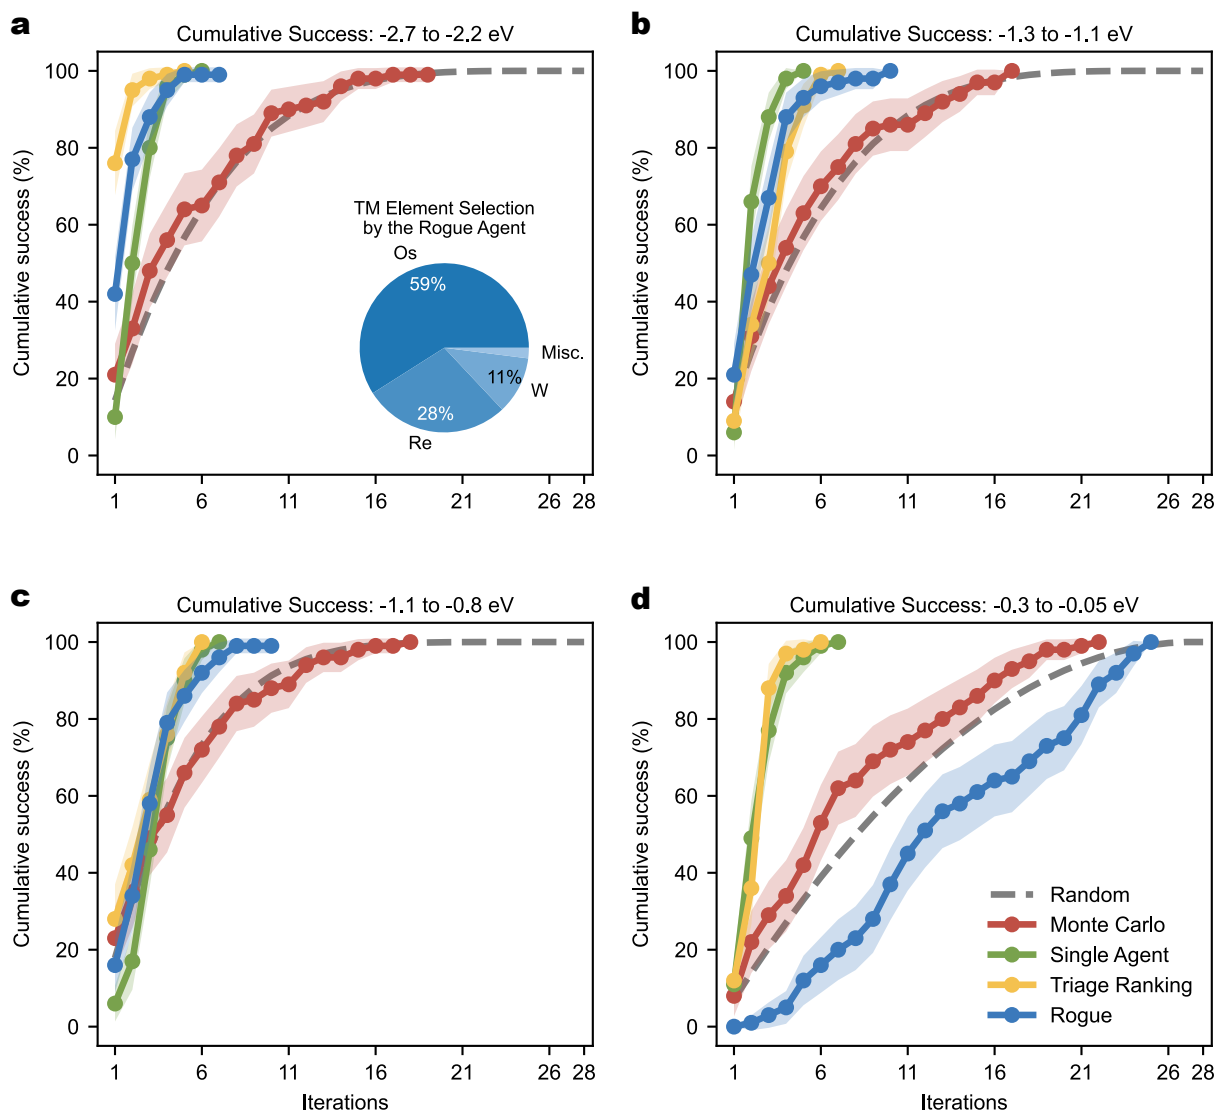 a
Cumulative Success: -2.7 to -2.2 eV
Cumulative success (%)
100
80
60
40
20
0
TM Element Selection
by the Rogue Agent
Os
59%
Misc.
11%
W
28%
Re
1 6 11 16 21 26 28
b
Cumulative Success: -1.3 to -1.1 eV
Cumulative success (%)
100
80
60
40
20
0
1 6 11 16 21 26 28
c
Cumulative Success: -1.1 to -0.8 eV
Cumulative success (%)
100
80
60
40
20
0
1 6 11 16 21 26 28
Iterations
d
Cumulative Success: -0.3 to -0.05 eV
Cumulative success (%)
100
80
60
40
20
0
Random
Monte Carlo
Single Agent
Triage Ranking
Rogue
1 6 11 16 21 26 28
Iterations